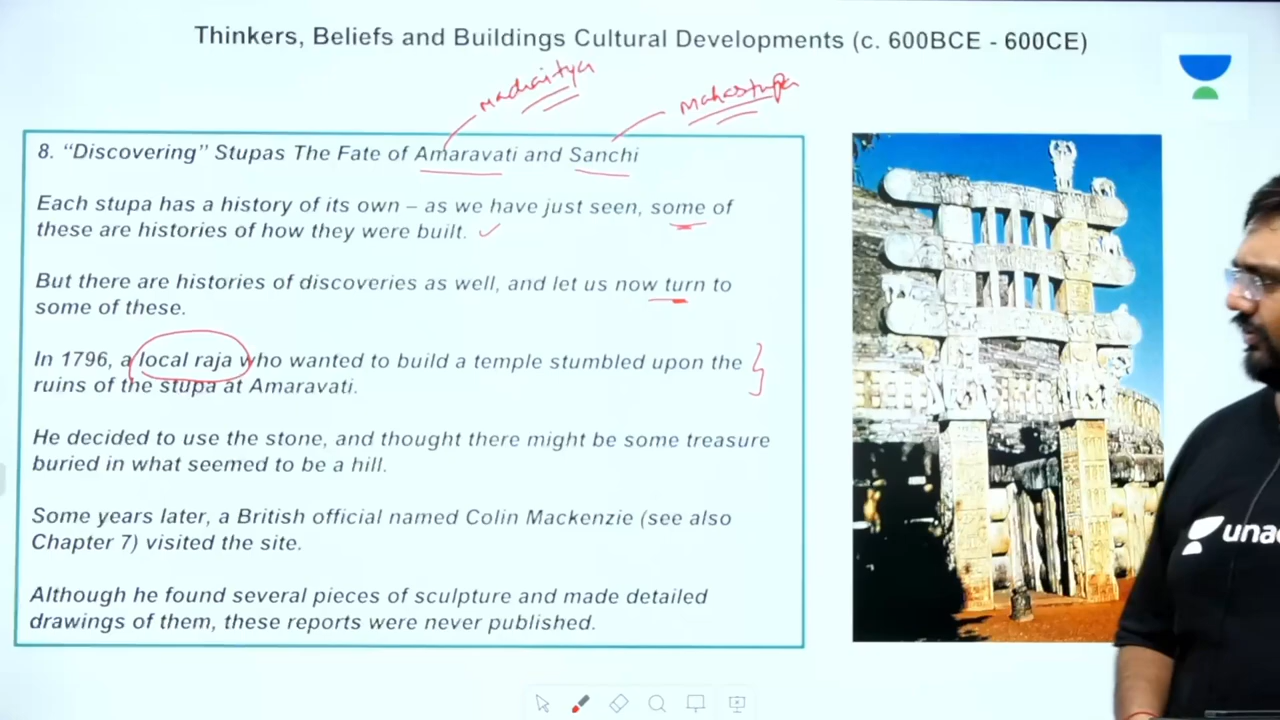 Thinkers, Beliefs and Buildings Cultural Developments (c. 600BCE - 600CE)
mahastupa
8. “Discovering” Stupas The Fate of Amaravati and Sanchi
Each stupa has a history of its own – as we have just seen, some of
these are histories of how they were built.
But there are histories of discoveries as well, and let us now turn to
some of these.
In 1796, a local raja who wanted to build a temple stumbled upon the
ruins of the stupa at Amaravati.
He decided to use the stone, and thought there might be some treasure
buried in what seemed to be a hill.
Some years later, a British official named Colin Mackenzie (see also
Chapter 7) visited the site.
Although he found several pieces of sculpture and made detailed
drawings of them, these reports were never published.
una